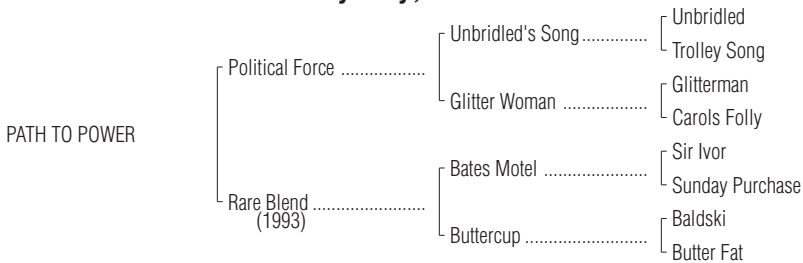 Unbridled
Unbridled's Song..............
Trolley Song
Political Force ..................
Glitterman
Glitter Woman ..................
Carols Folly
PATH TO POWER
Sir Ivor
Bates Motel ......................
Sunday Purchase
Rare Blend ........................
(1993)
Baldski
Buttercup ..........................
Butter Fat